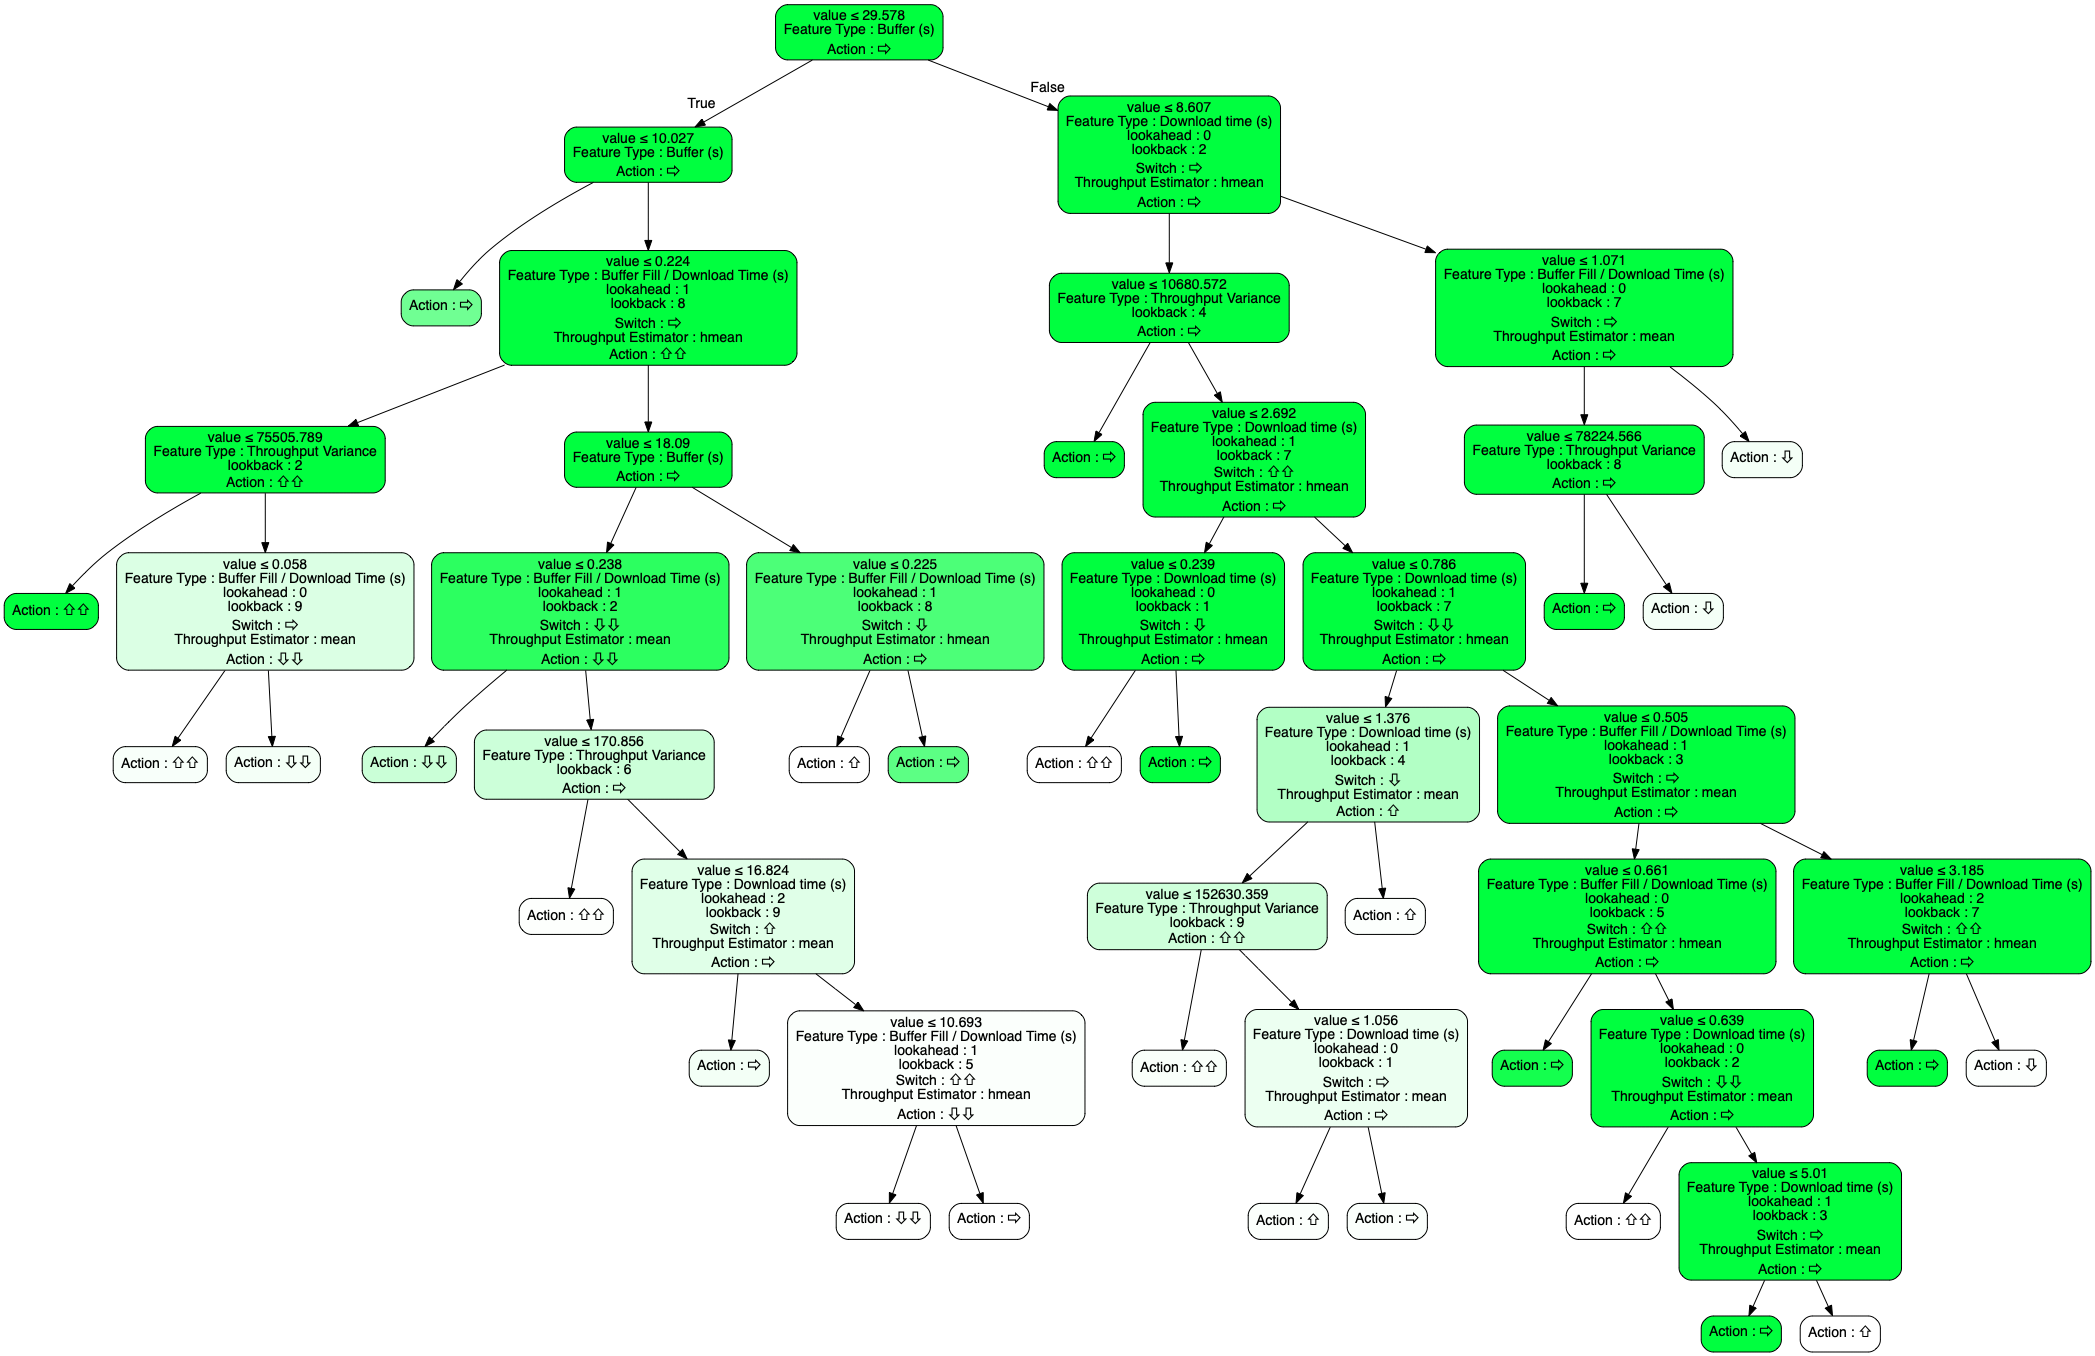 value ≤ 29.578
Feature Type : Buffer (s)
Action : ⇨
True
False
value ≤ 10.027
Feature Type : Buffer (s)
Action : ⇨
value ≤ 8.607
Feature Type : Download time (s)
lookahead : 0
lookback : 2
Switch : ⇨
Throughput Estimator : hmean
Action : ⇨
Action : ⇨
value ≤ 0.224
Feature Type : Buffer Fill / Download Time (s)
lookahead : 1
lookback : 8
Switch : ⇨
Throughput Estimator : hmean
Action : ⇧⇧
value ≤ 10680.572
Feature Type : Throughput Variance
lookback : 4
Action : ⇨
value ≤ 1.071
Feature Type : Buffer Fill / Download Time (s)
lookahead : 0
lookback : 7
Switch : ⇨
Throughput Estimator : mean
Action : ⇨
value ≤ 75505.789
Feature Type : Throughput Variance
lookback : 2
Action : ⇧⇧
value ≤ 18.09
Feature Type : Buffer (s)
Action : ⇨
Action : ⇨
value ≤ 2.692
Feature Type : Download time (s)
lookahead : 1
lookback : 7
Switch : ⇧⇧
Throughput Estimator : hmean
Action : ⇨
value ≤ 78224.566
Feature Type : Throughput Variance
lookback : 8
Action : ⇨
Action : ⇩
Action : ⇧⇧
value ≤ 0.058
Feature Type : Buffer Fill / Download Time (s)
lookahead : 0
lookback : 9
Switch : ⇨
Throughput Estimator : mean
Action : ⇩⇩
value ≤ 0.238
Feature Type : Buffer Fill / Download Time (s)
lookahead : 1
lookback : 2
Switch : ⇩⇩
Throughput Estimator : mean
Action : ⇩⇩
value ≤ 0.225
Feature Type : Buffer Fill / Download Time (s)
lookahead : 1
lookback : 8
Switch : ⇩
Throughput Estimator : hmean
Action : ⇨
value ≤ 0.239
Feature Type : Download time (s)
lookahead : 0
lookback : 1
Switch : ⇩
Throughput Estimator : hmean
Action : ⇨
value ≤ 0.786
Feature Type : Download time (s)
lookahead : 1
lookback : 7
Switch : ⇩⇩
Throughput Estimator : hmean
Action : ⇨
Action : ⇨
Action : ⇩
Action : ⇧⇧
Action : ⇩⇩
Action : ⇩⇩
value ≤ 170.856
Feature Type : Throughput Variance
lookback : 6
Action : ⇨
Action : ⇧
Action : ⇨
Action : ⇧⇧
Action : ⇨
value ≤ 1.376
Feature Type : Download time (s)
lookahead : 1
lookback : 4
Switch : ⇩
Throughput Estimator : mean
Action : ⇧
value ≤ 0.505
Feature Type : Buffer Fill / Download Time (s)
lookahead : 1
lookback : 3
Switch : ⇨
Throughput Estimator : mean
Action : ⇨
Action : ⇧⇧
value ≤ 16.824
Feature Type : Download time (s)
lookahead : 2
lookback : 9
Switch : ⇧
Throughput Estimator : mean
Action : ⇨
value ≤ 152630.359
Feature Type : Throughput Variance
lookback : 9
Action : ⇧⇧
Action : ⇧
value ≤ 0.661
Feature Type : Buffer Fill / Download Time (s)
lookahead : 0
lookback : 5
Switch : ⇧⇧
Throughput Estimator : hmean
Action : ⇨
value ≤ 3.185
Feature Type : Buffer Fill / Download Time (s)
lookahead : 2
lookback : 7
Switch : ⇧⇧
Throughput Estimator : hmean
Action : ⇨
Action : ⇨
value ≤ 10.693
Feature Type : Buffer Fill / Download Time (s)
lookahead : 1
lookback : 5
Switch : ⇧⇧
Throughput Estimator : hmean
Action : ⇩⇩
Action : ⇧⇧
value ≤ 1.056
Feature Type : Download time (s)
lookahead : 0
lookback : 1
Switch : ⇨
Throughput Estimator : mean
Action : ⇨
Action : ⇨
value ≤ 0.639
Feature Type : Download time (s)
lookahead : 0
lookback : 2
Switch : ⇩⇩
Throughput Estimator : mean
Action : ⇨
Action : ⇨
Action : ⇩
Action : ⇩⇩
Action : ⇨
Action : ⇧
Action : ⇨
Action : ⇧⇧
value ≤ 5.01
Feature Type : Download time (s)
lookahead : 1
lookback : 3
Switch : ⇨
Throughput Estimator : mean
Action : ⇨
Action : ⇨
Action : ⇧